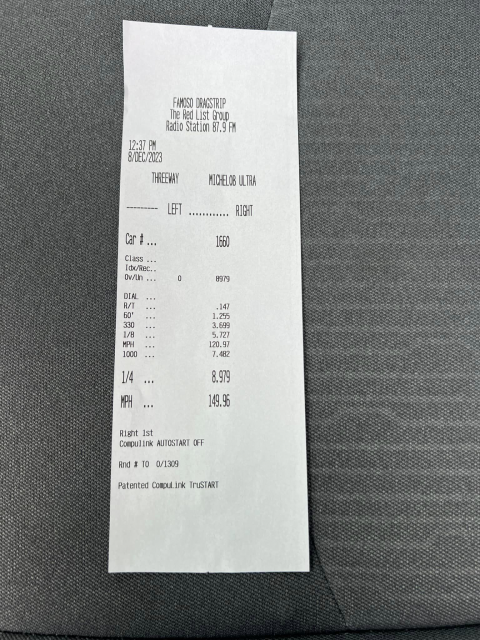 FAMOSO DRAGSTRIP
The Red List Group
Radio Station 87.9 FM
12:37 PM
8/DEC/2023
THREEWAY MICHELOB ULTRA
--------- LEFT ............ RIGHT
Car # ... 1660
Class ...
Idx/Rec..
Ov/Un ... 0 8979
DIAL ...
R/T ... .147
60' ... 1.255
330 ... 3.699
1/8 ... 5.727
MPH ... 120.97
1000 ... 7.482
1/4 ... 8.979
MPH ... 149.96
Right 1st
Compulink AUTOSTART OFF
Rnd # TO 0/1309
Patented CompuLink TruSTART